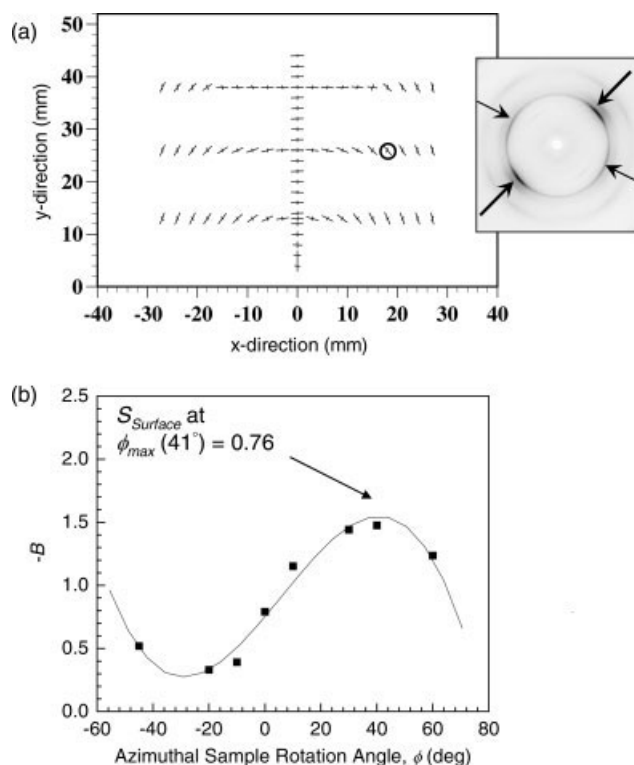 (a)
50
40
30
20
10
0
y-direction (mm)
-40 -30 -20 -10 0 10 20 30 40
x-direction (mm)
(b)
2.5
2.0
1.5
1.0
0.5
0.0
-B
S_Surface at
ϕ_max (41°) = 0.76
-60 -40 -20 0 20 40 60 80
Azimuthal Sample Rotation Angle, ϕ (deg)